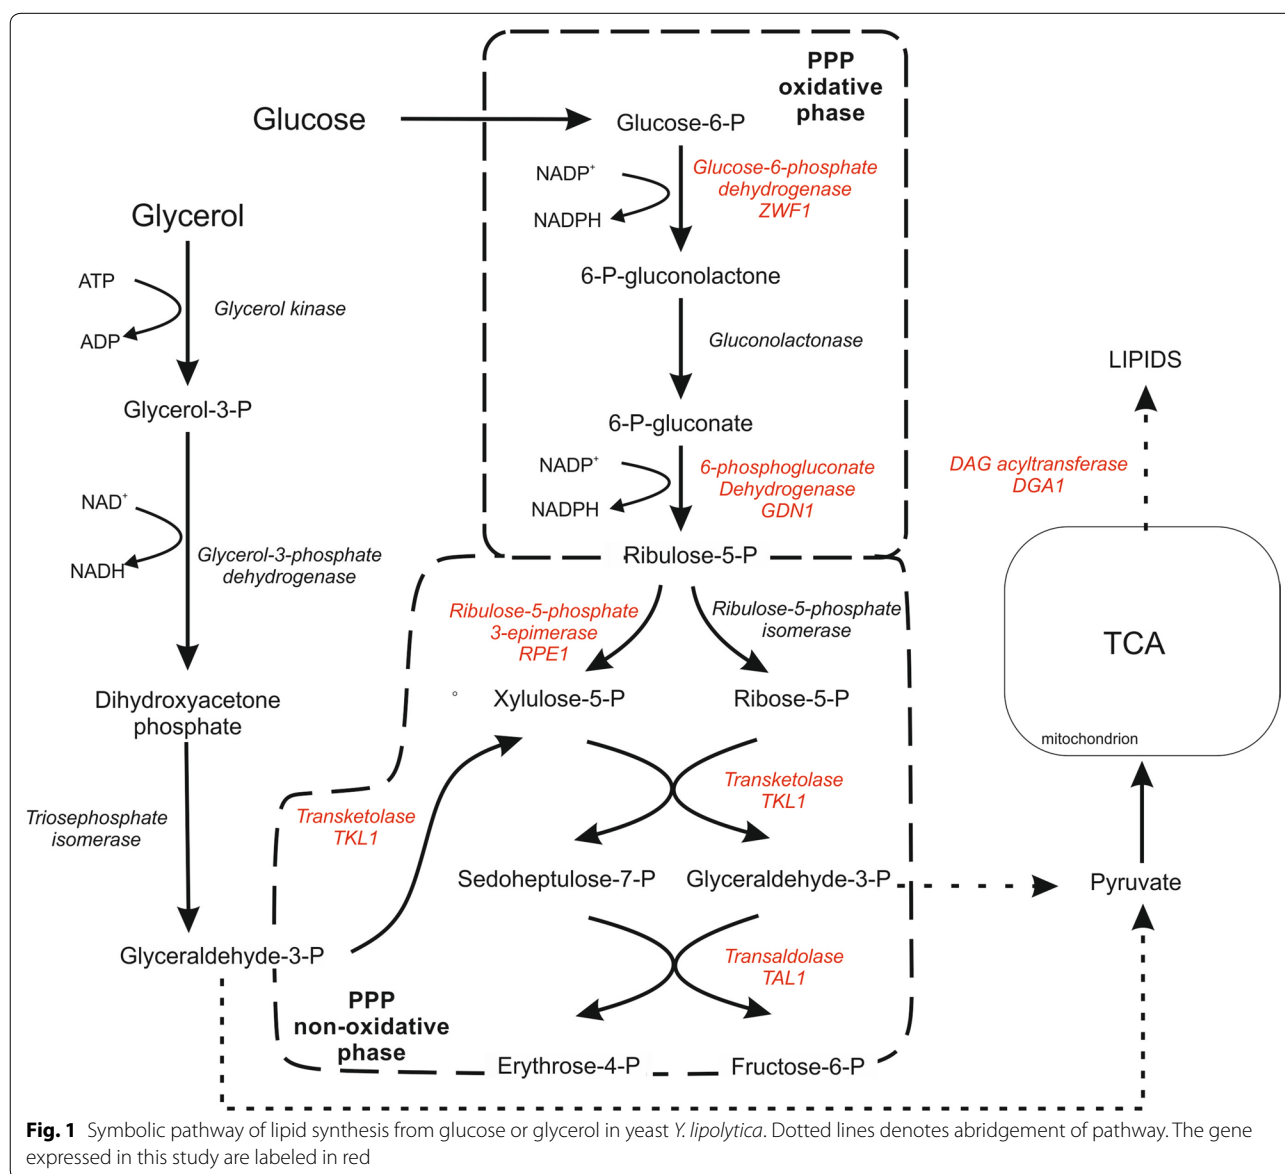 PPP
oxidative
phase
Glucose
Glucose-6-P
NADP+
NADPH
Glucose-6-phosphate
dehydrogenase
ZWF1
Glycerol
6-P-gluconolactone
ATP
ADP
Glycerol kinase
Gluconolactonase
LIPIDS
Glycerol-3-P
6-P-gluconate
NADP+
NADPH
6-phosphogluconate
Dehydrogenase
GDN1
DAG acyltransferase
DGA1
NAD+
NADH
Glycerol-3-phosphate
dehydrogenase
Ribulose-5-P
Ribulose-5-phosphate
3-epimerase
RPE1
Ribulose-5-phosphate
isomerase
TCA
mitochondrion
Dihydroxyacetone
phosphate
Xylulose-5-P
Ribose-5-P
Triosephosphate
isomerase
Transketolase
TKL1
Transketolase
TKL1
Sedoheptulose-7-P
Glyceraldehyde-3-P
Pyruvate
Glyceraldehyde-3-P
Transaldolase
TAL1
PPP
non-oxidative
phase
Erythrose-4-P
Fructose-6-P
Fig. 1 Symbolic pathway of lipid synthesis from glucose or glycerol in yeast Y. lipolytica. Dotted lines denotes abridgement of pathway. The gene
expressed in this study are labeled in red